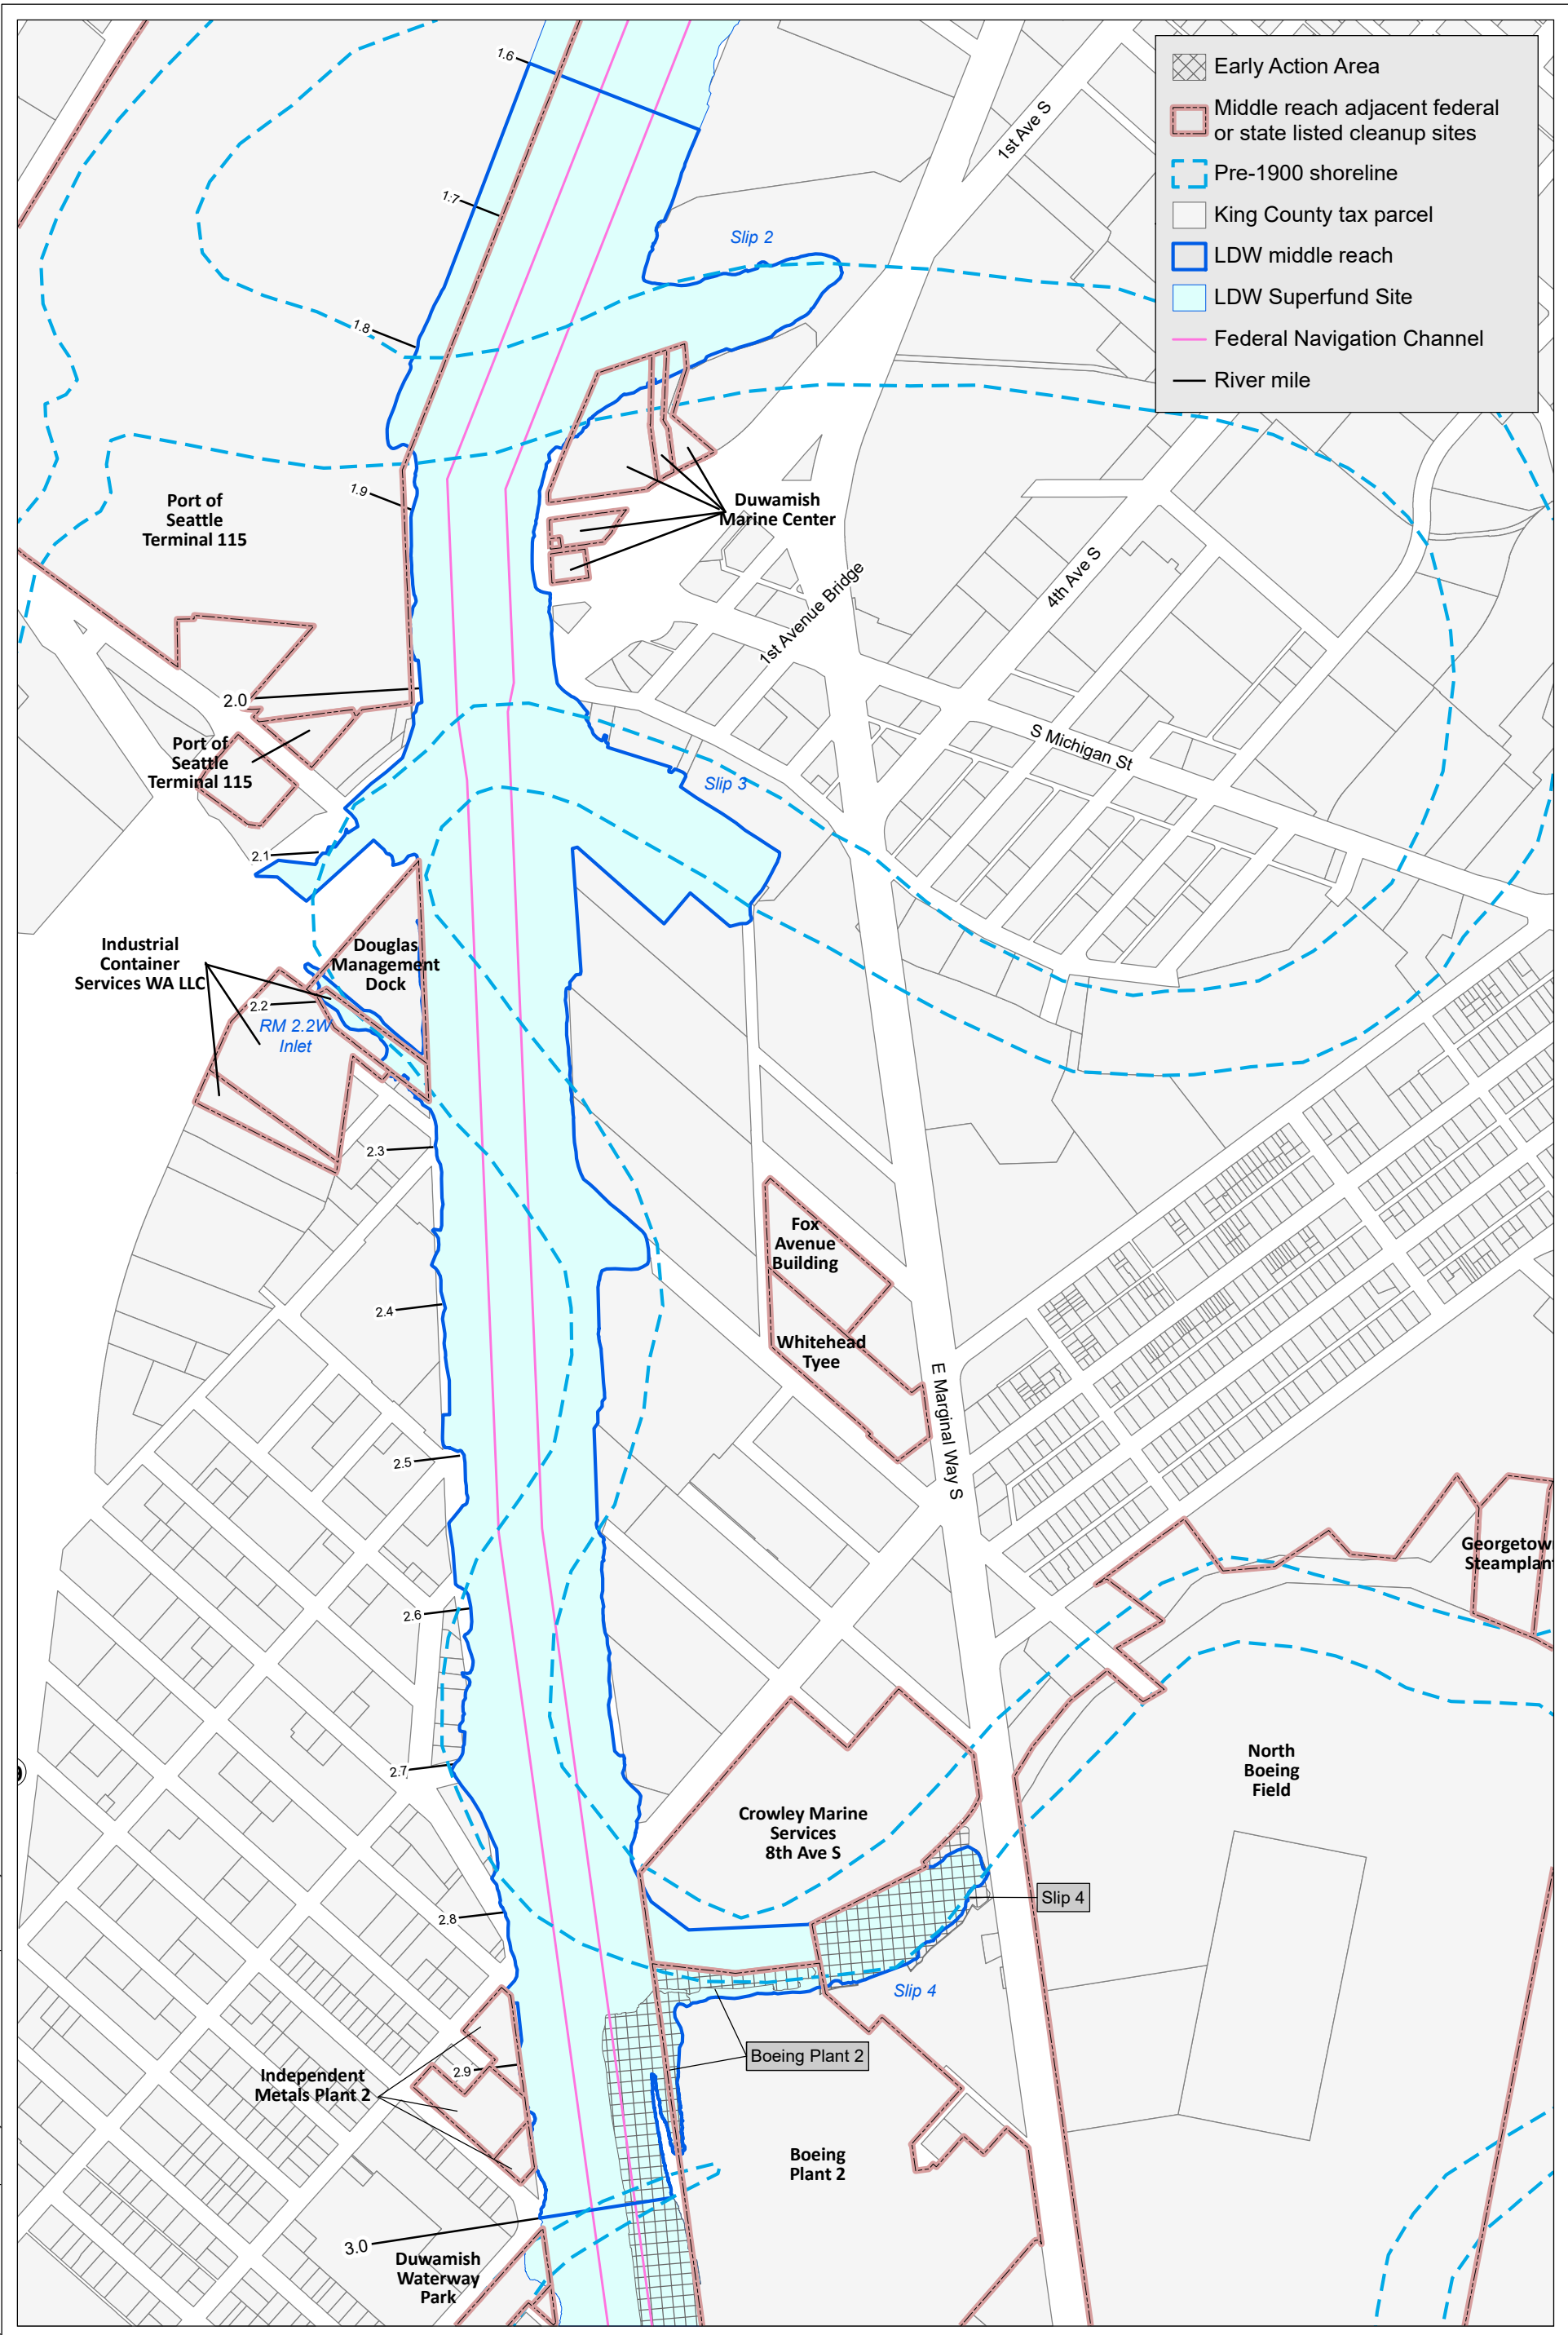 Early Action Area
Middle reach adjacent federal
or state listed cleanup sites
Pre-1900 shoreline
King County tax parcel
LDW middle reach
LDW Superfund Site
Federal Navigation Channel
River mile
1.6
1st Ave S
1.7
Slip 2
1.8
1.9
Port of
Seattle
Terminal 115
Duwamish
Marine Center
4th Ave S
1st Avenue Bridge
2.0
S Michigan St
Port of
Seattle
Terminal 115
Slip 3
2.1
Industrial
Container
Services WA LLC
Douglas
Management
Dock
2.2
RM 2.2W
Inlet
2.3
Fox
Avenue
Building
2.4
Whitehead
Tyee
E Marginal Way S
2.5
Georgetow
Steamplan
2.6
2.7
North
Boeing
Field
Crowley Marine
Services
8th Ave S
Slip 4
2.8
Slip 4
Boeing Plant 2
2.9
Independent
Metals Plant 2
Boeing
Plant 2
3.0
Duwamish
Waterway
Park